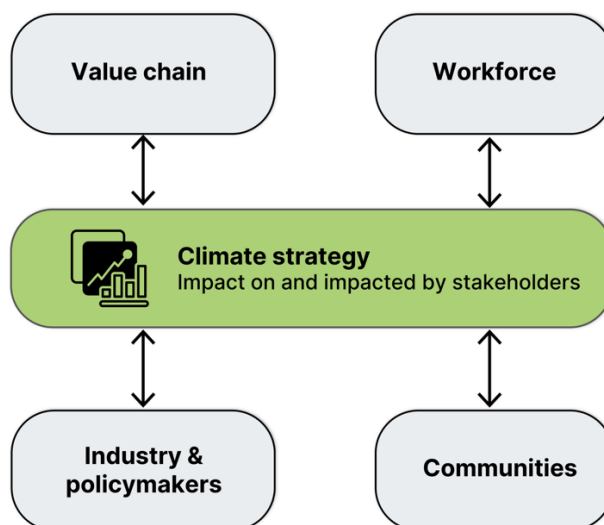 Value chain
Workforce
Climate strategy
Impact on and impacted by stakeholders
Industry &
policymakers
Communities